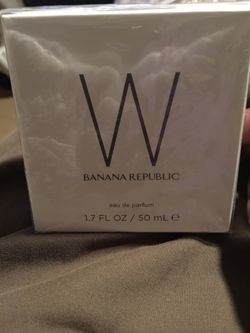 W
BANANA REPUBLIC
eau de parfum
1.7 FL OZ / 50 mL ℮